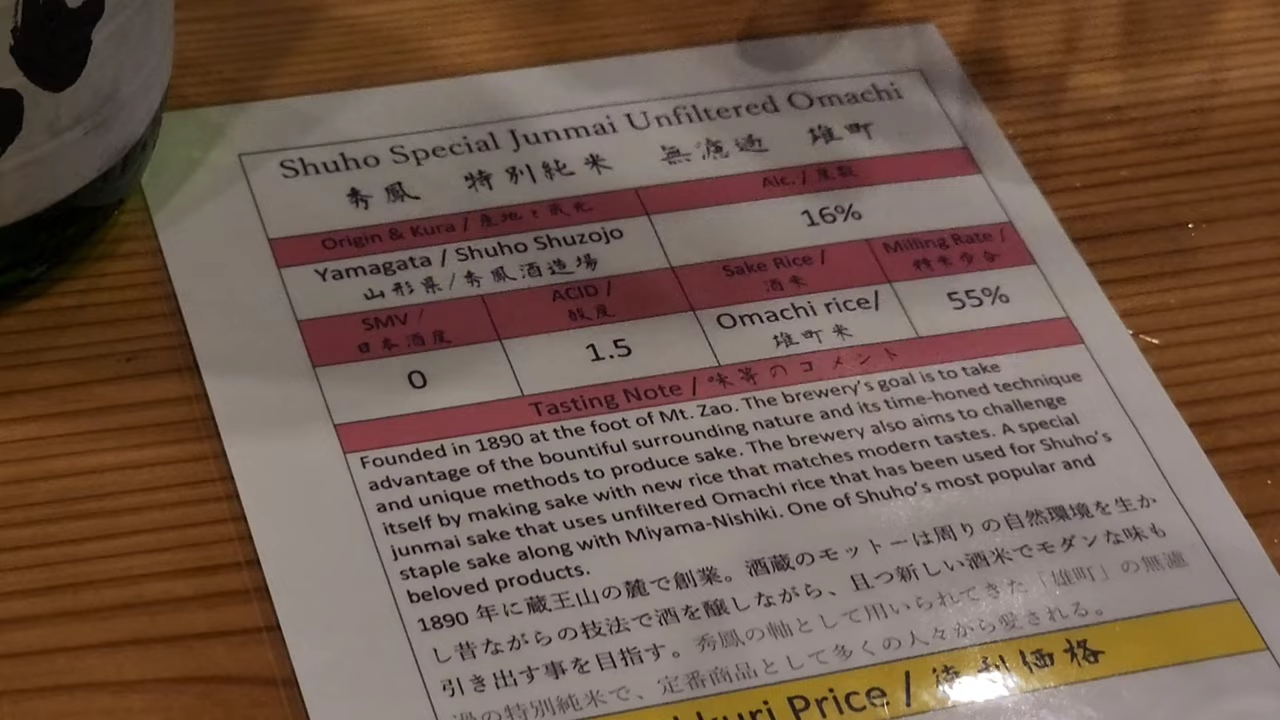 Shuho Special Junmai Unfiltered Omachi
秀鳳 特別純米 無濾過 雄町
Origin & Kura / 産地と蔵元
Alc. / 度数
Yamagata / Shuho Shuzojo
山形県/秀鳳酒造場
16%
SMV /
日本酒度
ACID /
酸度
Sake Rice /
酒米
Milling Rate /
精米歩合
0
1.5
Omachi rice/
雄町米
55%
Tasting Note / 味等のコメント
Founded in 1890 at the foot of Mt. Zao. The brewery's goal is to take
advantage of the bountiful surrounding nature and its time-honed technique
and unique methods to produce sake. The brewery also aims to challenge
itself by making sake with new rice that matches modern tastes. A special
junmai sake that uses unfiltered Omachi rice that has been used for Shuho's
staple sake along with Miyama-Nishiki. One of Shuho's most popular and
beloved products.
1890 年に蔵王山の麓で創業。酒蔵のモットーは周りの自然環境を生か
し昔ながらの技法で酒を醸しながら、且つ新しい酒米でモダンな味も
引き出す事を目指す。秀鳳の軸として用いられてきた「雄町」の無濾
過の特別純米で、定番商品として多くの人々から愛される。
kuri Price / 徳利価格